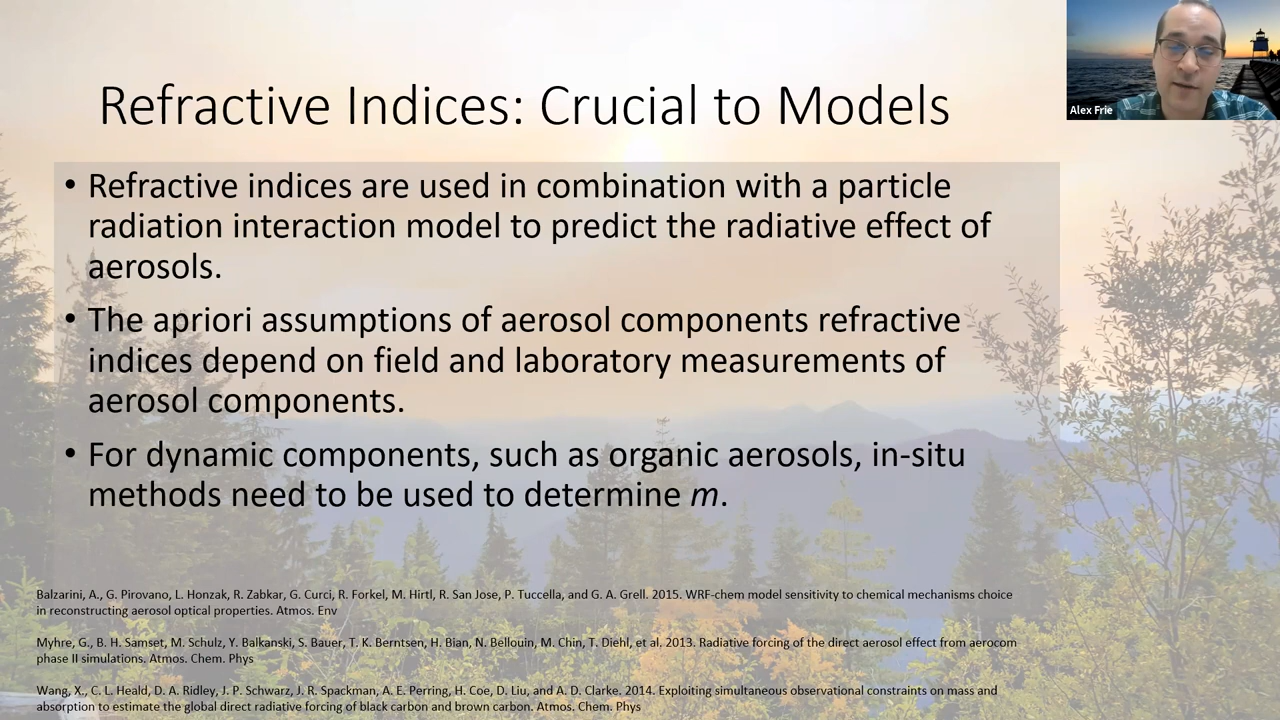 Refractive Indices: Crucial to Models
Alex Frie
• Refractive indices are used in combination with a particle
radiation interaction model to predict the radiative effect of
aerosols.
• The apriori assumptions of aerosol components refractive
indices depend on field and laboratory measurements of
aerosol components.
• For dynamic components, such as organic aerosols, in-situ
methods need to be used to determine m.
Balzarini, A., G. Pirovano, L. Honzak, R. Zabkar, G. Curci, R. Forkel, M. Hirtl, R. San Jose, P. Tuccella, and G. A. Grell. 2015. WRF-chem model sensitivity to chemical mechanisms choice
in reconstructing aerosol optical properties. Atmos. Env
Myhre, G., B. H. Samset, M. Schulz, Y. Balkanski, S. Bauer, T. K. Berntsen, H. Bian, N. Bellouin, M. Chin, T. Diehl, et al. 2013. Radiative forcing of the direct aerosol effect from aerocom
phase II simulations. Atmos. Chem. Phys
Wang, X., C. L. Heald, D. A. Ridley, J. P. Schwarz, J. R. Spackman, A. E. Perring, H. Coe, D. Liu, and A. D. Clarke. 2014. Exploiting simultaneous observational constraints on mass and
absorption to estimate the global direct radiative forcing of black carbon and brown carbon. Atmos. Chem. Phys